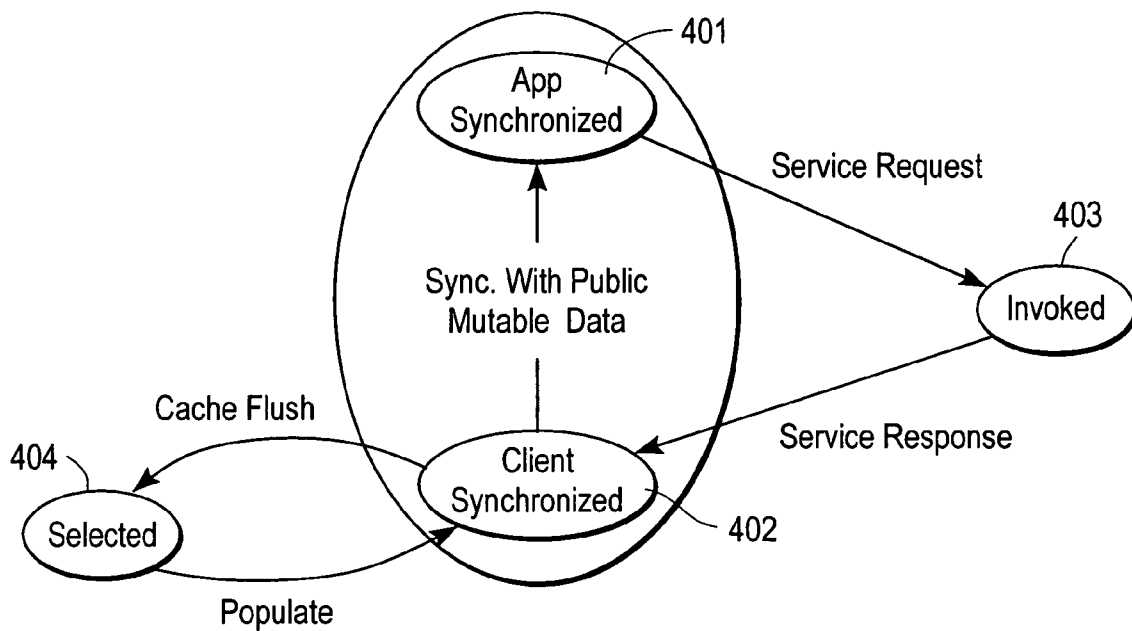 401
App
Synchronized
Service Request
403
Invoked
Sync. With Public
Mutable Data
Cache Flush
Service Response
404
Client
Synchronized
Selected
402
Populate